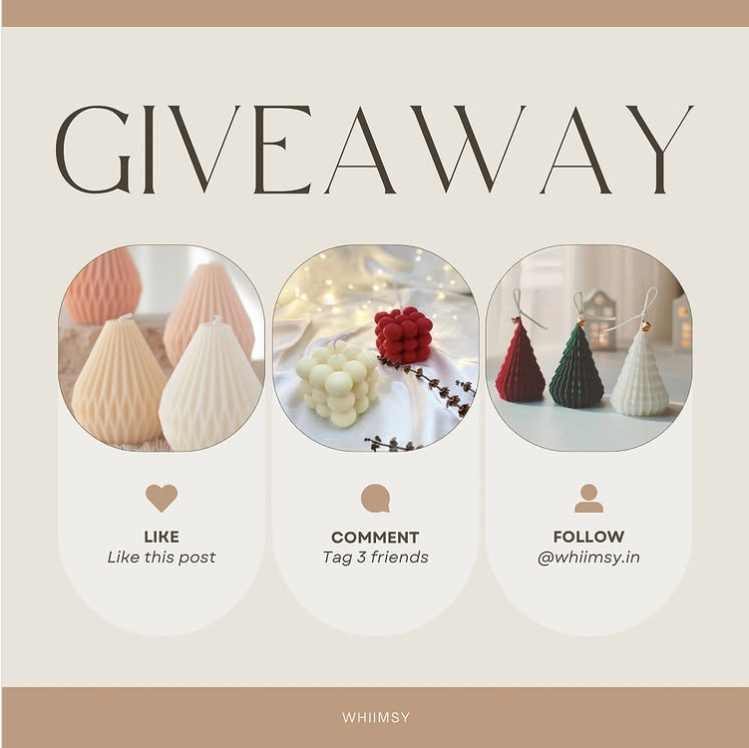 GIVEAWAY
LIKE
Like this post
COMMENT
Tag 3 friends
FOLLOW
@whiimsy.in
WHIIMSY